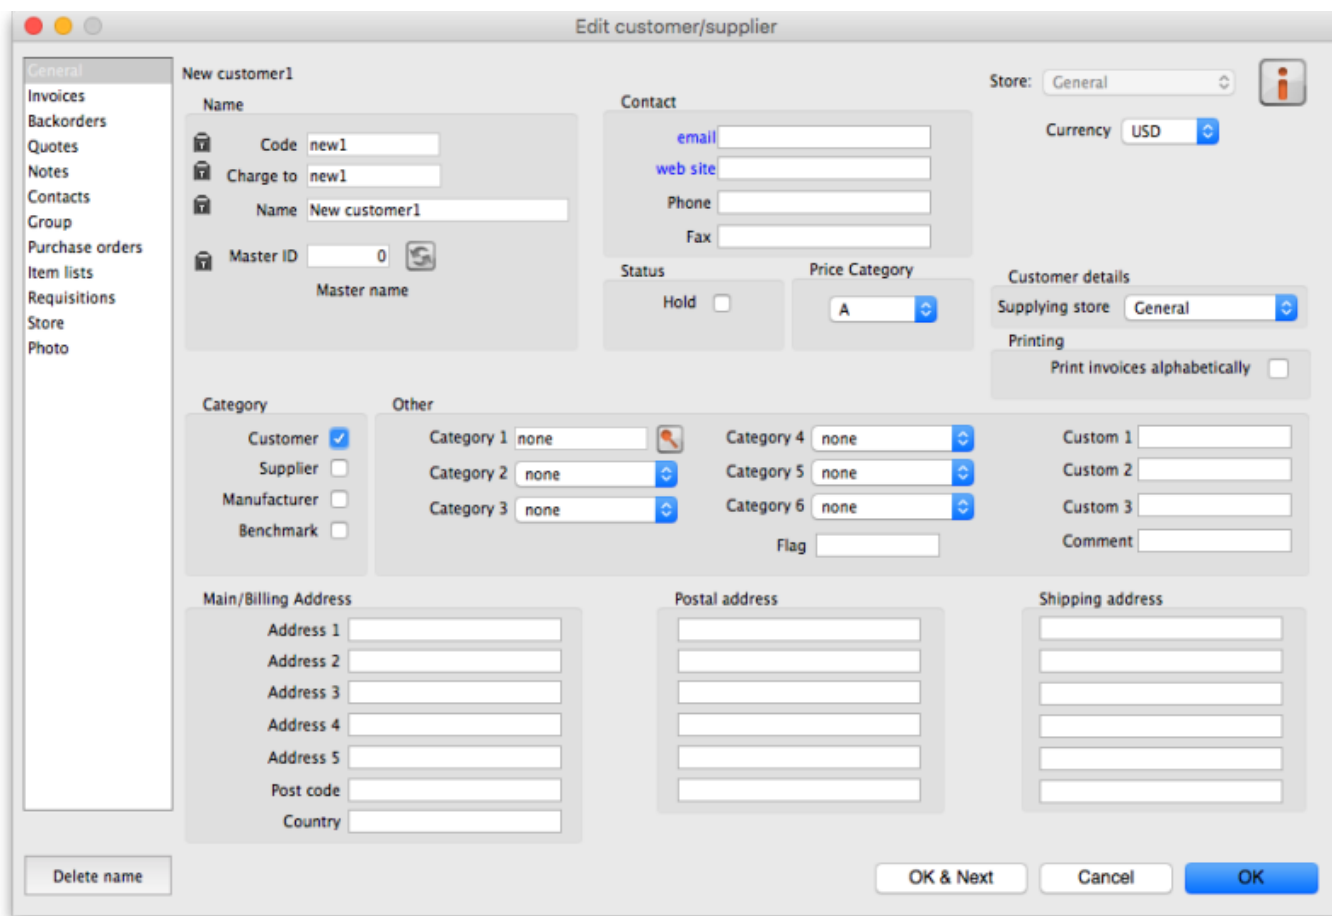 Edit customer/supplier
General
Invoices
Backorders
Quotes
Notes
Contacts
Group
Purchase orders
Item lists
Requisitions
Store
Photo
Delete name
New customer1
Store: General
Currency USD
Name
Code new1
Charge to new1
Name New customer1
Master ID 0
Master name
Contact
email
web site
Phone
Fax
Status
Hold
Price Category
A
Customer details
Supplying store General
Printing
Print invoices alphabetically
Category
Customer
Supplier
Manufacturer
Benchmark
Other
Category 1 none
Category 2 none
Category 3 none
Category 4 none
Category 5 none
Category 6 none
Flag
Custom 1
Custom 2
Custom 3
Comment
Main/Billing Address
Address 1
Address 2
Address 3
Address 4
Address 5
Post code
Country
Postal address
Shipping address
OK & Next
Cancel
OK